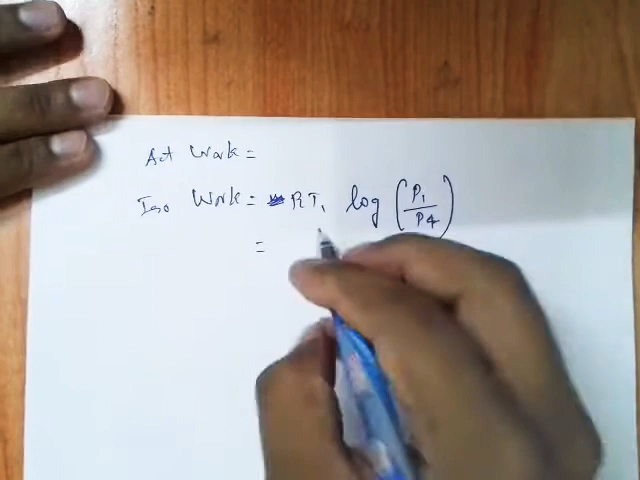 Act Work =
Iso Work = RT₁ log (P₁/P4)
=